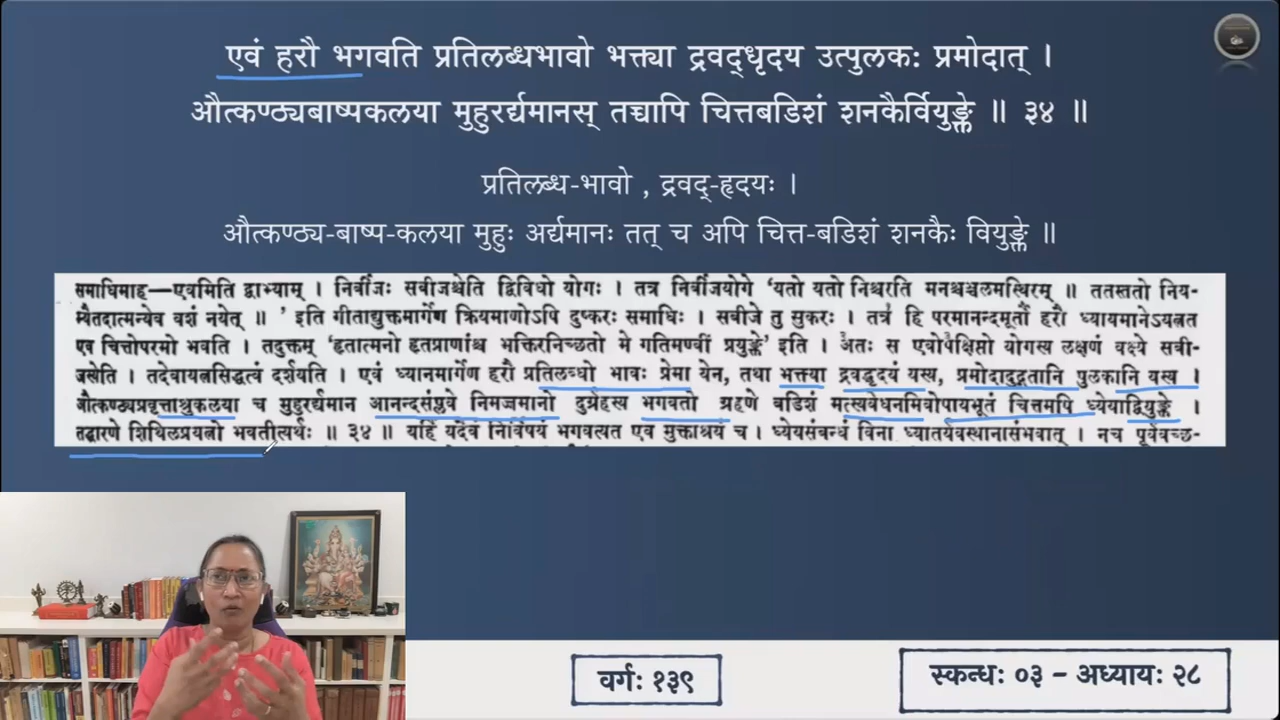 एवं हरौ भगवति प्रतिलब्धभावो भक्त्या द्रवद्धृदय उत्पुलकः प्रमोदात् ।
औत्कण्ठ्यबाष्पकलया मुहुरर्द्यमानस् तच्चापि चित्तबडिशं शनकैर्वियुङ्क्ते ॥ ३४ ॥
प्रतिलब्ध-भावो , द्रवद्-हृदयः ।
औत्कण्ठ्य-बाष्प-कलया मुहुः अर्द्यमानः तत् च अपि चित्त-बडिशं शनकैः वियुङ्क्ते ॥
समाधिमाह—एवमिति द्वाभ्याम् । निर्बीजः सबीजश्चेति द्विविधो योगः । तत्र निर्बीजयोगे 'यतो यतो निश्चरति मनश्चञ्चलमस्थिरम् ॥ ततस्ततो निय-
म्यैतदात्मन्येव वशं नयेत् ॥ ' इति गीताद्युक्तमार्गेण क्रियमाणोऽपि दुष्करः समाधिः । सबीजे तु सुकरः । तत्र हि परमानन्दमूर्तौ हरौ ध्यायमानेऽयत्नत
एव चित्तोपरमो भवति । तदुक्तम् 'हृतात्मनो हृतप्राणांश्च भक्तिरनिच्छतो मे गतिमण्वीं प्रयुङ्क्ते' इति । अतः स एवोपक्षिप्तो योगस्य लक्षणं वक्ष्ये सबी-
जस्येति । तदेवायत्नसिद्धत्वं दर्शयति । एवं ध्यानमार्गेण हरौ प्रतिलब्धो भावः प्रेमा येन, तथा भक्त्या द्रवद्धृदयं यस्य, प्रमोदादुद्गतानि पुलकानि यस्य ।
औत्कण्ठ्यप्रवृत्ताश्रुकलया च मुहुरर्द्यमान आनन्दसंप्लवे निमज्जमानो दुर्ग्रहस्य भगवतो ग्रहणे बडिशं मत्स्यवेधनमिवोपायभूतं चित्तमपि ध्येयाद्वियुङ्क्ते ।
तद्धारणे शिथिलप्रयत्नो भवतीत्यर्थः ॥ ३४ ॥ यर्हि यदैवं निर्विषयं भगवत्यत एव मुक्ताश्रयं च । ध्येयसंबन्धं विना ध्यातर्यवस्थानासंभवात् । नच पूर्ववच्छ-
वर्गः १३९
स्कन्धः ०३ – अध्यायः २८